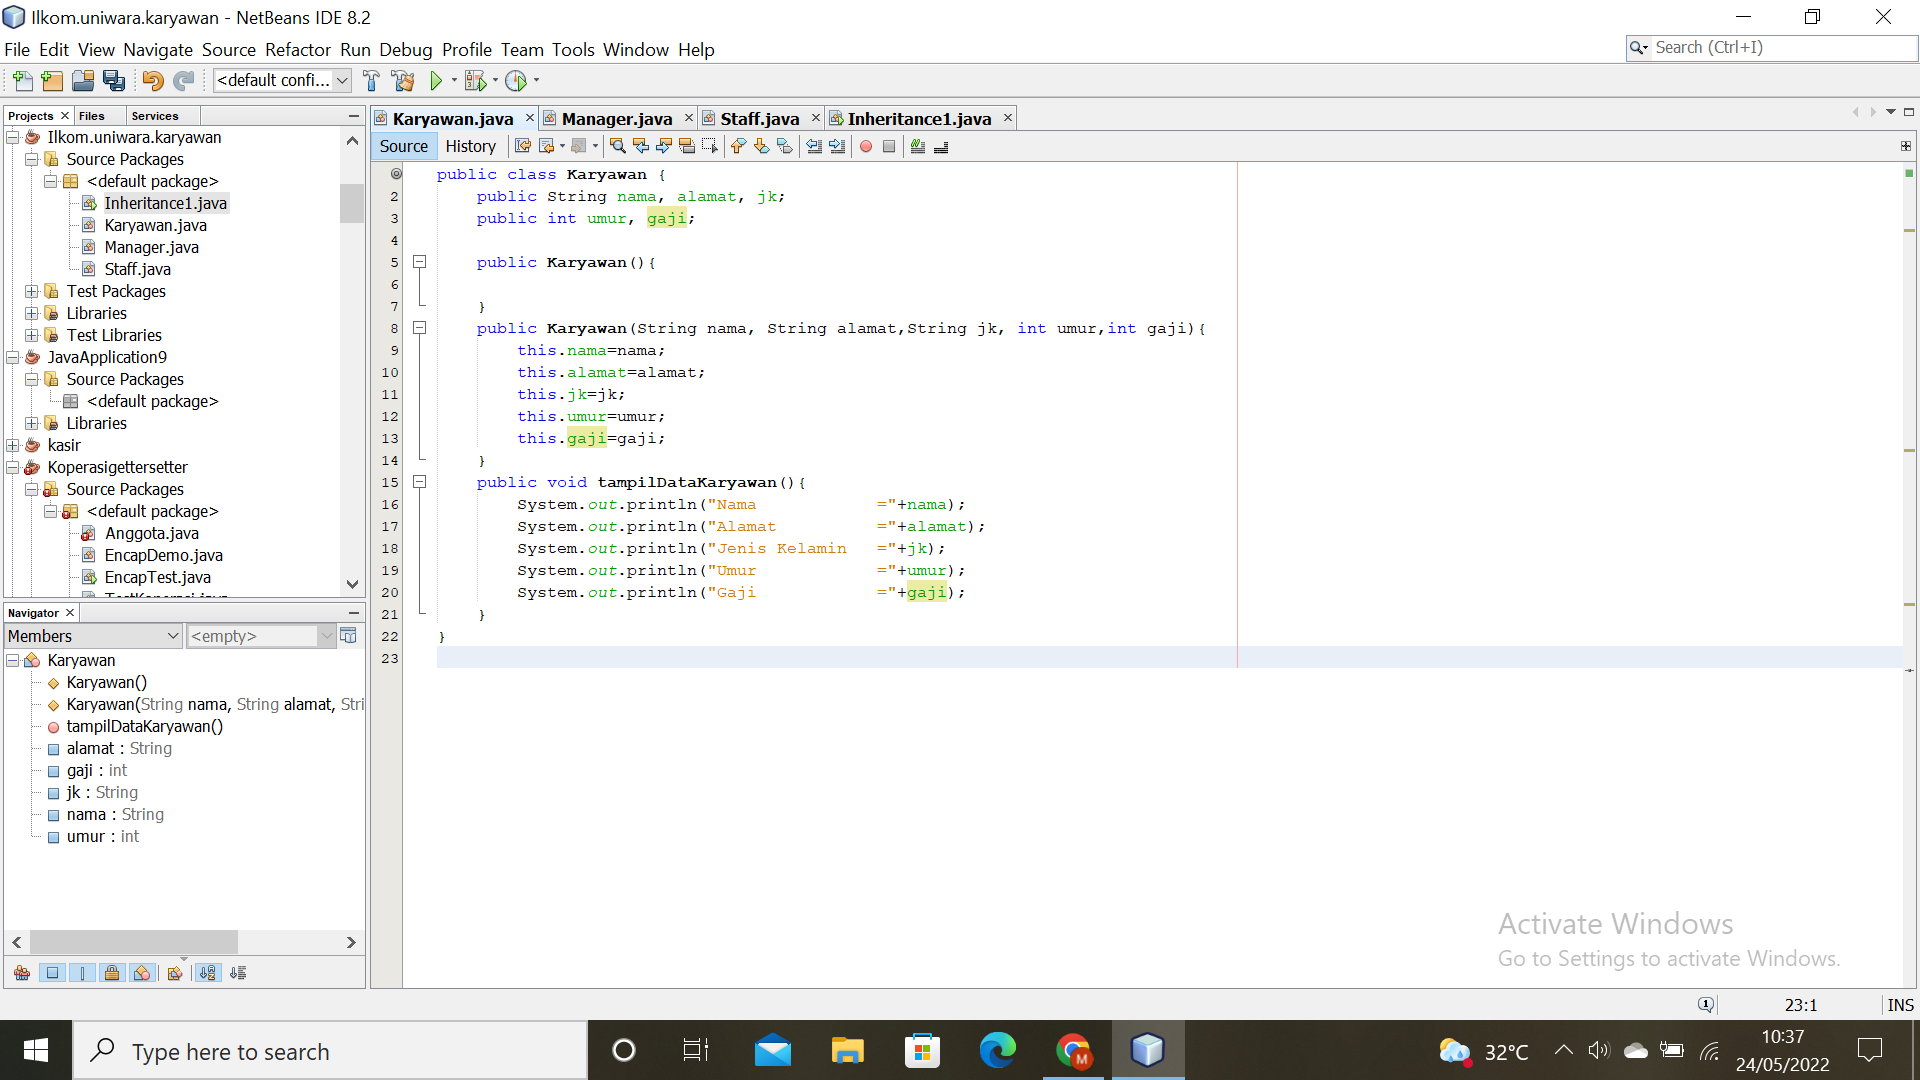 Ilkom.uniwara.karyawan - NetBeans IDE 8.2
File Edit View Navigate Source Refactor Run Debug Profile Team Tools Window Help
Search (Ctrl+I)
<default confi...
Projects Files Services
Ilkom.uniwara.karyawan
Source Packages
<default package>
Inheritance1.java
Karyawan.java
Manager.java
Staff.java
Test Packages
Libraries
Test Libraries
JavaApplication9
Source Packages
<default package>
Libraries
kasir
Koperasigettersetter
Source Packages
<default package>
Anggota.java
EncapDemo.java
EncapTest.java
Navigator
Members
<empty>
Karyawan
Karyawan()
Karyawan(String nama, String alamat, Stri
tampilDataKaryawan()
alamat : String
gaji : int
jk : String
nama : String
umur : int
Karyawan.java Manager.java Staff.java Inheritance1.java
Source History
public class Karyawan {
2 public String nama, alamat, jk;
3 public int umur, gaji;
4
5 public Karyawan(){
6
7 }
8 public Karyawan(String nama, String alamat,String jk, int umur,int gaji){
9 this.nama=nama;
10 this.alamat=alamat;
11 this.jk=jk;
12 this.umur=umur;
13 this.gaji=gaji;
14 }
15 public void tampilDataKaryawan(){
16 System.out.println("Nama            ="+nama);
17 System.out.println("Alamat          ="+alamat);
18 System.out.println("Jenis Kelamin   ="+jk);
19 System.out.println("Umur            ="+umur);
20 System.out.println("Gaji            ="+gaji);
21 }
22 }
23
Activate Windows
Go to Settings to activate Windows.
1
23:1
INS
Type here to search
M
32°C
10:37
24/05/2022